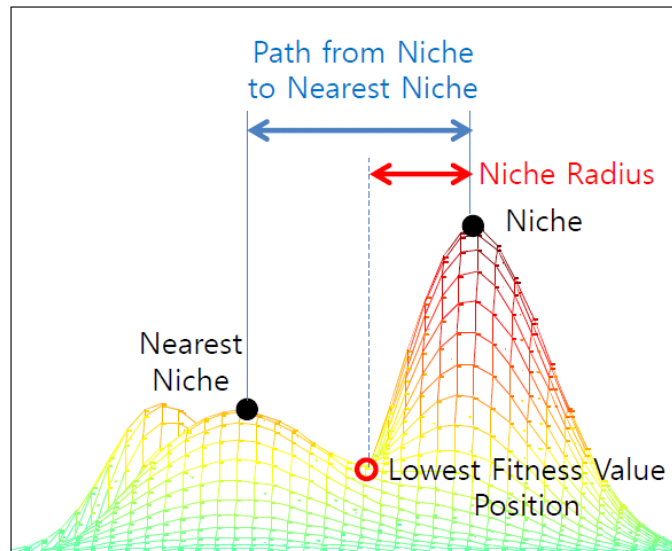 Path from Niche
to Nearest Niche
Niche Radius
Niche
Nearest
Niche
Lowest Fitness Value
Position